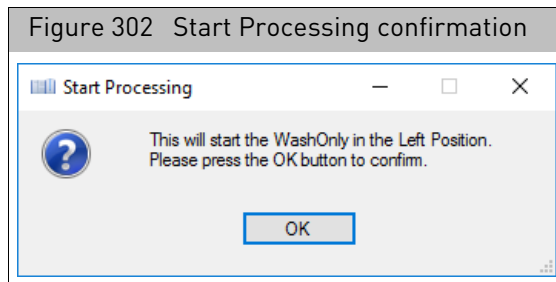 Figure 302 Start Processing confirmation
Start Processing
This will start the WashOnly in the Left Position.
Please press the OK button to confirm.
OK